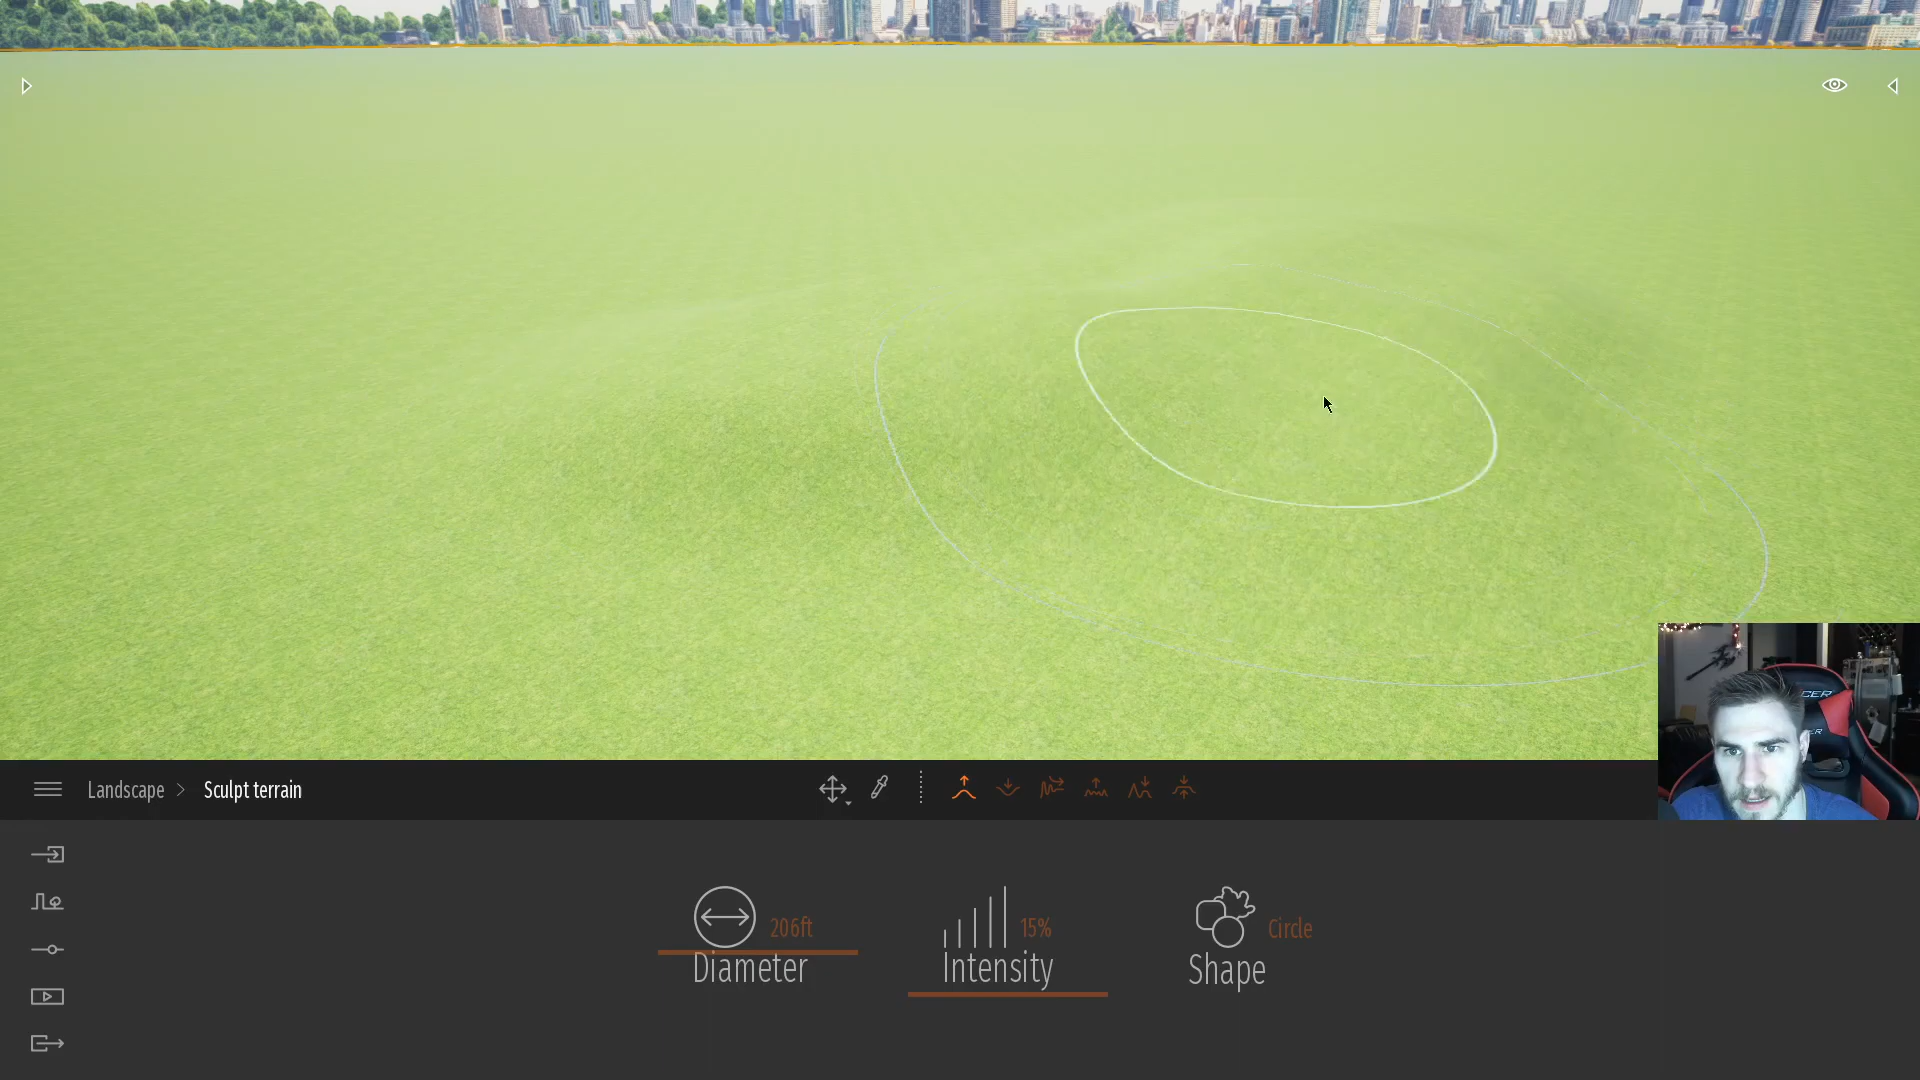 Landscape > Sculpt terrain
206ft
15%
Circle
Diameter
Intensity
Shape